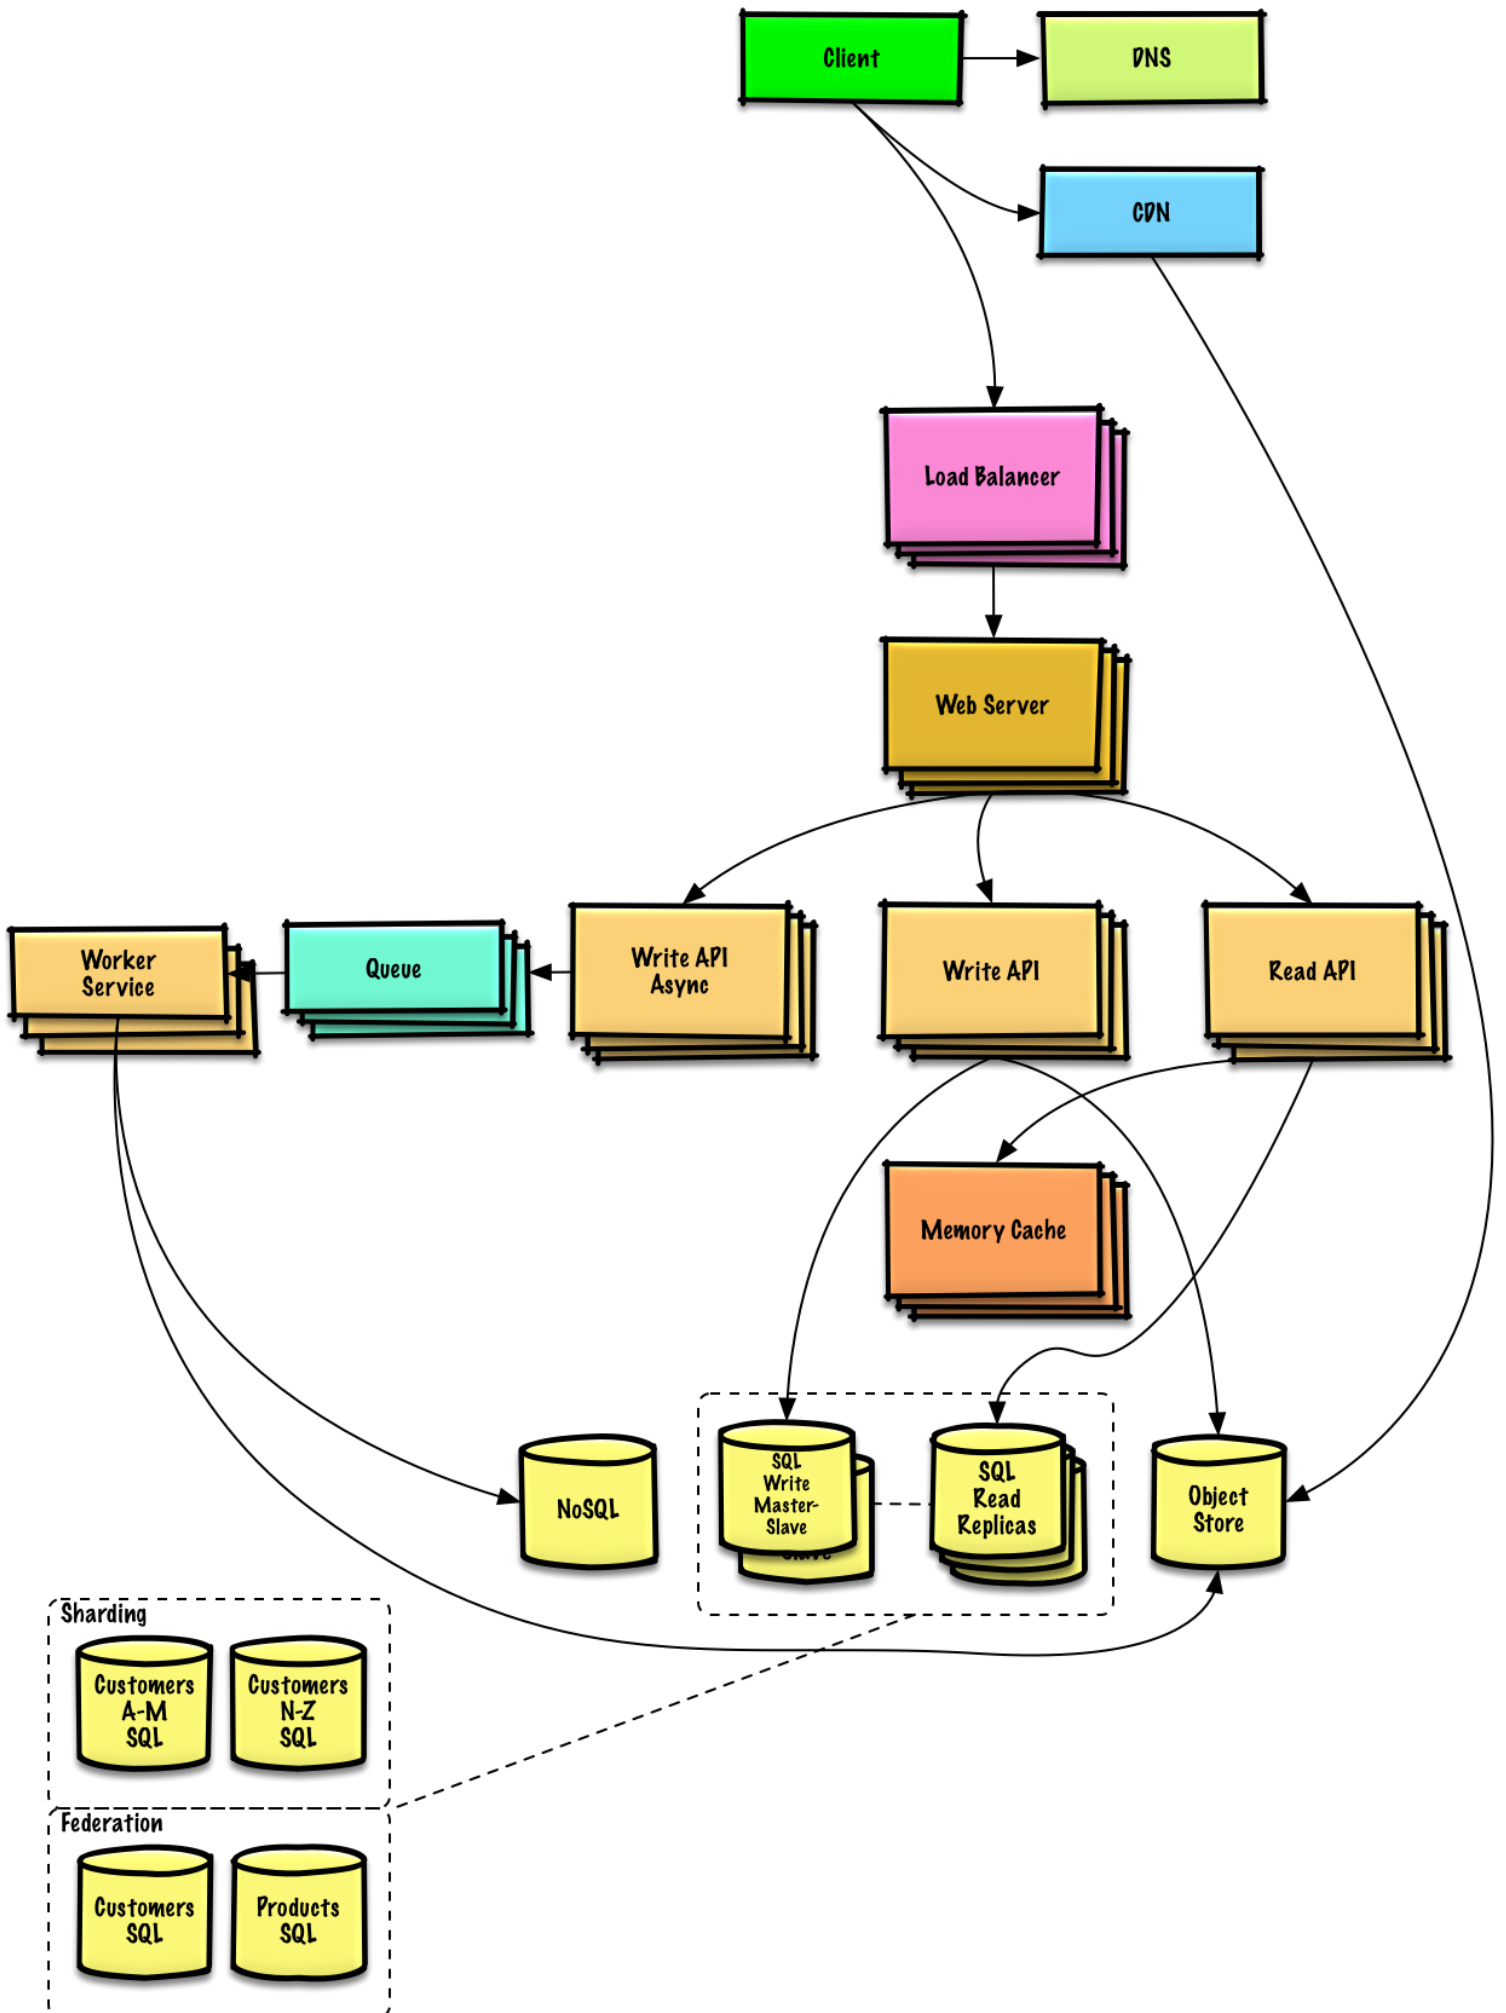 Client
DNS
CDN
Load Balancer
Web Server
Worker
Service
Queue
Write API
Async
Write API
Read API
Memory Cache
NoSQL
SQL
Write
Master-
Slave
Slave
SQL
Read
Replicas
Object
Store
Sharding
Customers
A-M
SQL
Customers
N-Z
SQL
Federation
Customers
SQL
Products
SQL